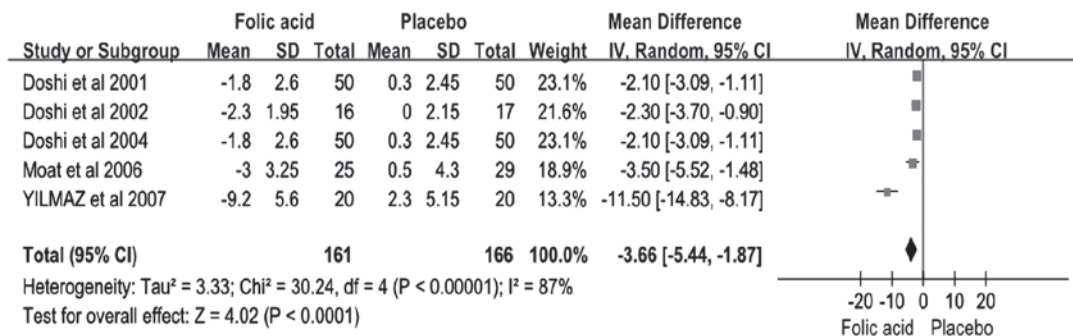 Folic acid Placebo Mean Difference Mean Difference
Study or Subgroup Mean SD Total Mean SD Total Weight IV, Random, 95% CI IV, Random, 95% CI
Doshi et al 2001 -1.8 2.6 50 0.3 2.45 50 23.1% -2.10 [-3.09, -1.11]
Doshi et al 2002 -2.3 1.95 16 0 2.15 17 21.6% -2.30 [-3.70, -0.90]
Doshi et al 2004 -1.8 2.6 50 0.3 2.45 50 23.1% -2.10 [-3.09, -1.11]
Moat et al 2006 -3 3.25 25 0.5 4.3 29 18.9% -3.50 [-5.52, -1.48]
YILMAZ et al 2007 -9.2 5.6 20 2.3 5.15 20 13.3% -11.50 [-14.83, -8.17]
Total (95% CI) 161 166 100.0% -3.66 [-5.44, -1.87]
Heterogeneity: Tau² = 3.33; Chi² = 30.24, df = 4 (P < 0.00001); I² = 87%
Test for overall effect: Z = 4.02 (P < 0.0001)
-20 -10 0 10 20
Folic acid Placebo